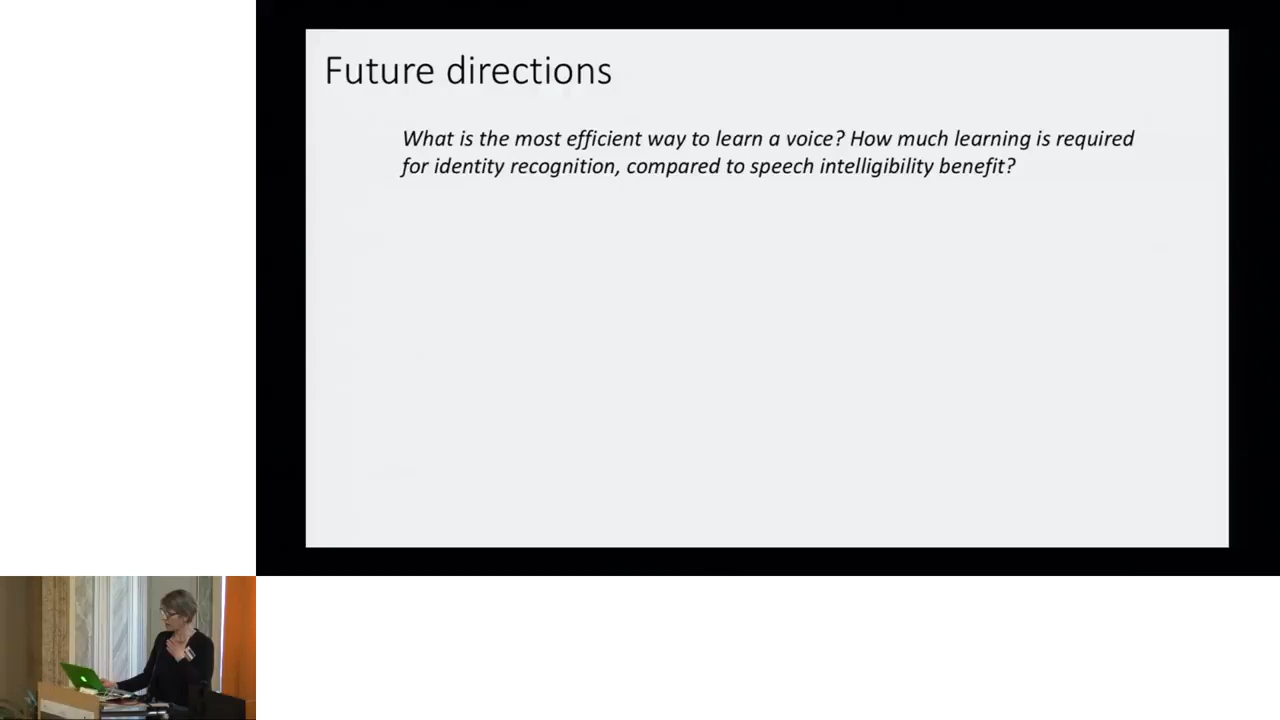 Future directions
What is the most efficient way to learn a voice? How much learning is required
for identity recognition, compared to speech intelligibility benefit?